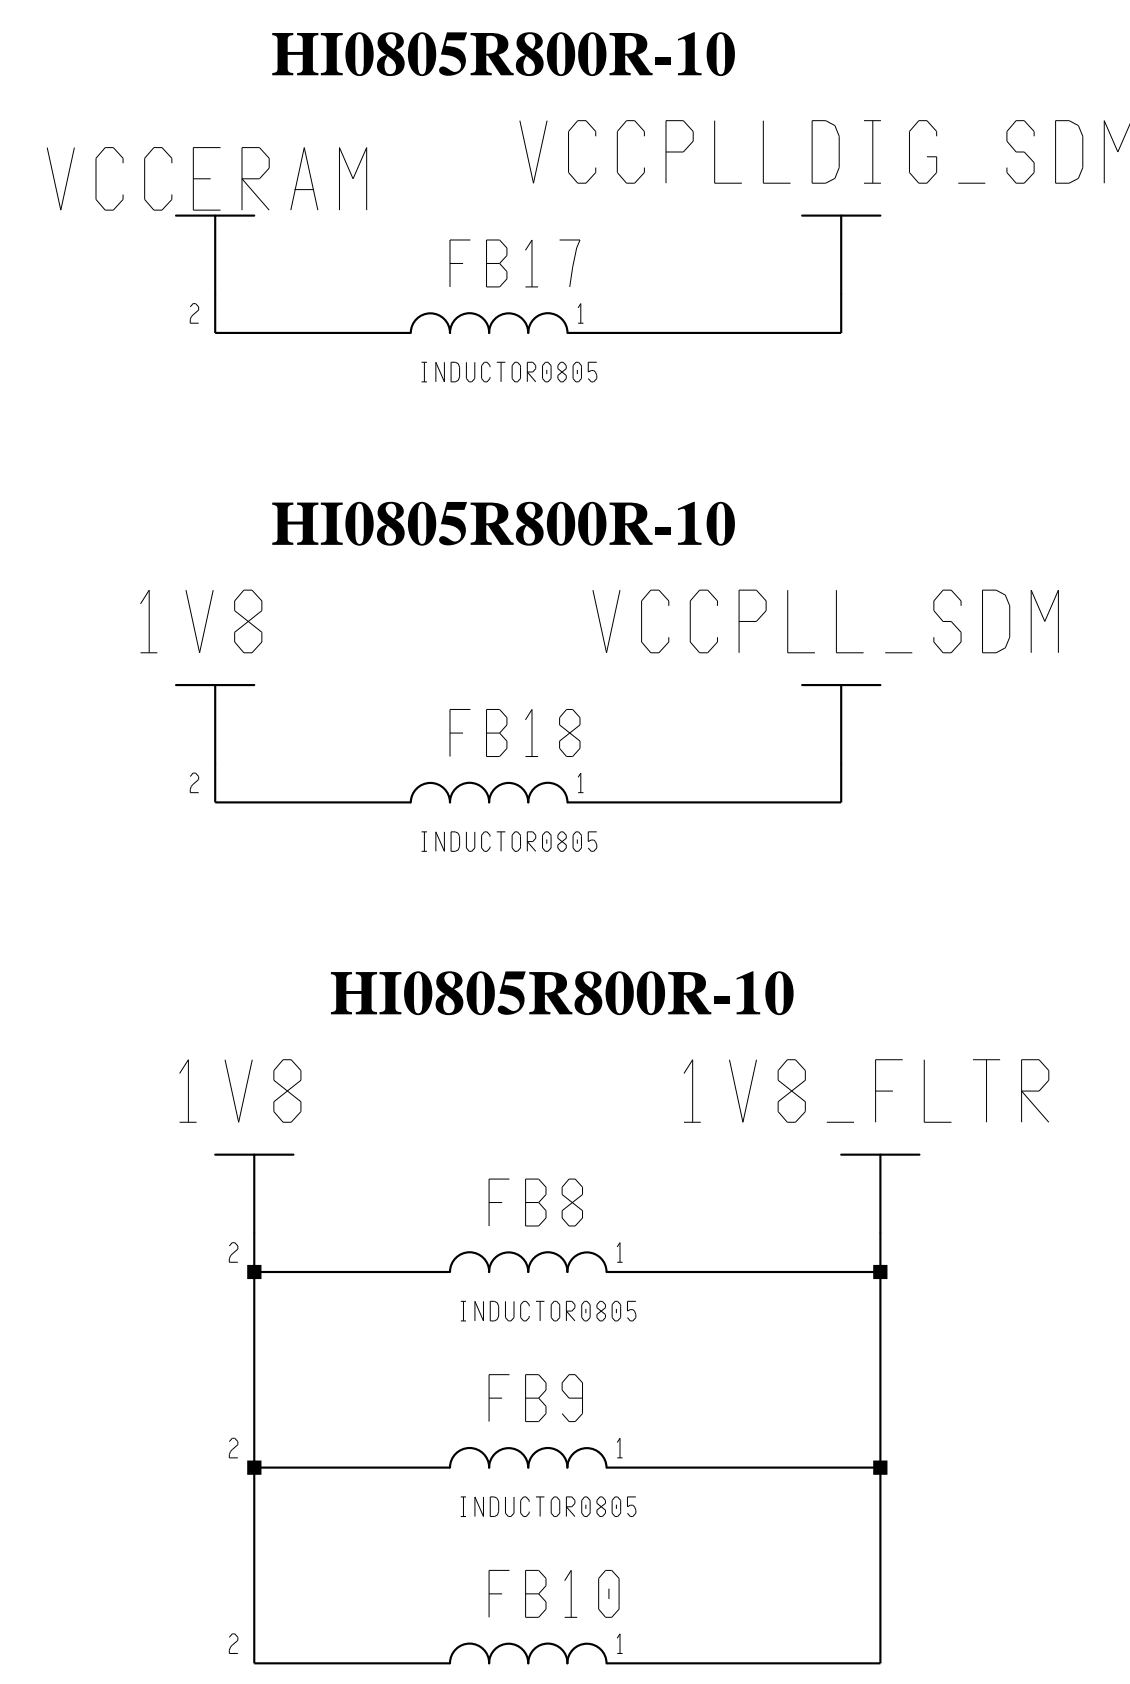 HI0805R800R-10
VCCERAM VCCPLLDIG_SDM
FB17
2 1
INDUCTOR0805
HI0805R800R-10
1V8 VCCPLL_SDM
FB18
2 1
INDUCTOR0805
HI0805R800R-10
1V8 1V8_FLTR
FB8
2 1
INDUCTOR0805
FB9
2 1
INDUCTOR0805
FB10
2 1